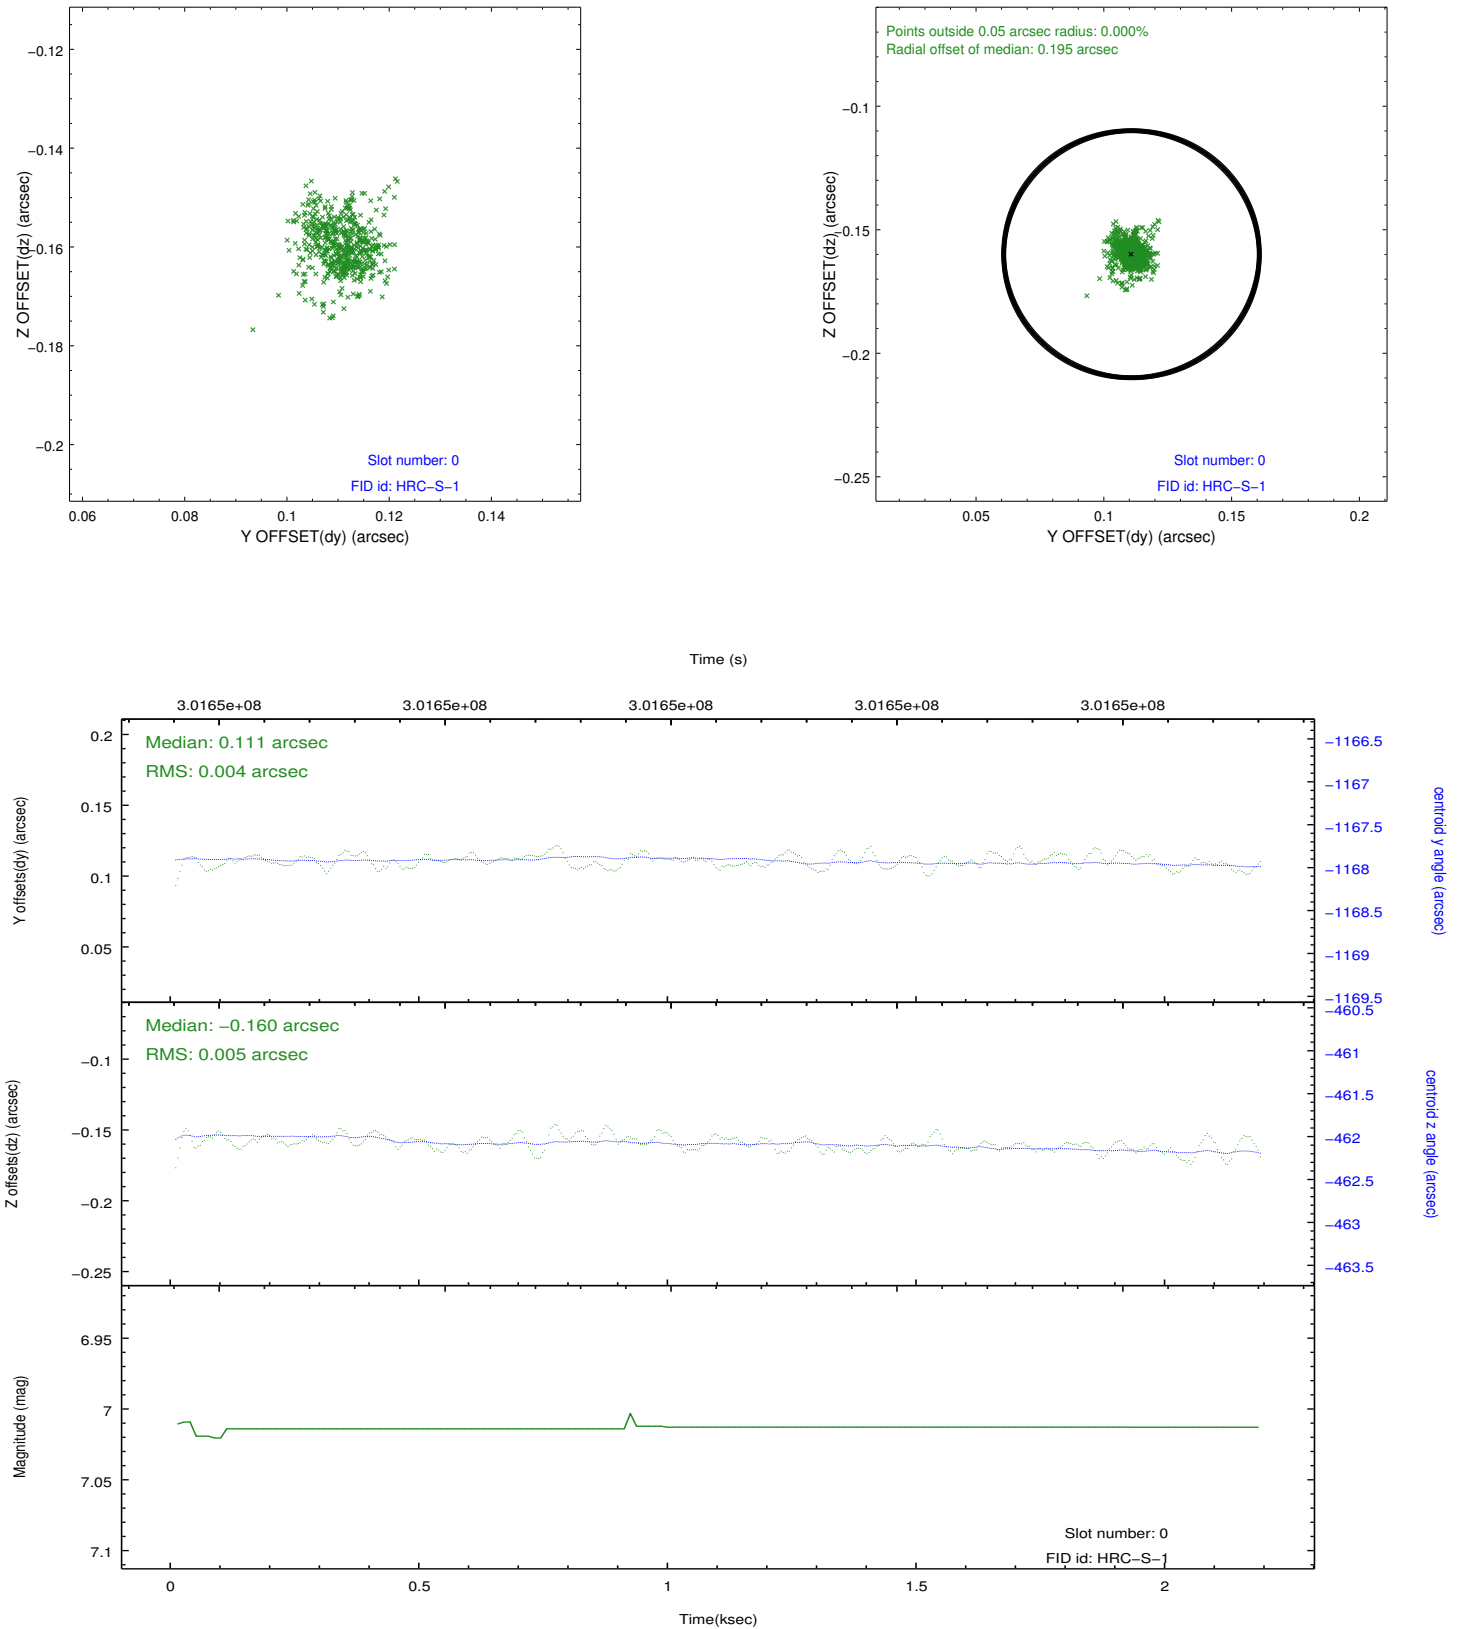 −0.12
−0.14
−0.16
−0.18
−0.2
Z OFFSET(dz) (arcsec)
Slot number: 0
FID id: HRC−S−1
0.06
0.08
0.1
0.12
0.14
Y OFFSET(dy) (arcsec)
Points outside 0.05 arcsec radius: 0.000%
Radial offset of median: 0.195 arcsec
−0.1
−0.15
−0.2
−0.25
Z OFFSET(dz) (arcsec)
Slot number: 0
FID id: HRC−S−1
0.05
0.1
0.15
0.2
Y OFFSET(dy) (arcsec)
Time (s)
3.0165e+08
3.0165e+08
3.0165e+08
3.0165e+08
3.0165e+08
Median: 0.111 arcsec
RMS: 0.004 arcsec
0.2
0.15
0.1
0.05
Y offsets(dy) (arcsec)
−1166.5
−1167
−1167.5
−1168
−1168.5
−1169
−1169.5
centroid y angle (arcsec)
Median: −0.160 arcsec
RMS: 0.005 arcsec
−0.1
−0.15
−0.2
−0.25
Z offsets(dz) (arcsec)
−460.5
−461
−461.5
−462
−462.5
−463
−463.5
centroid z angle (arcsec)
6.95
7
7.05
7.1
Magnitude (mag)
Slot number: 0
FID id: HRC−S−1
0
0.5
1
1.5
2
Time(ksec)